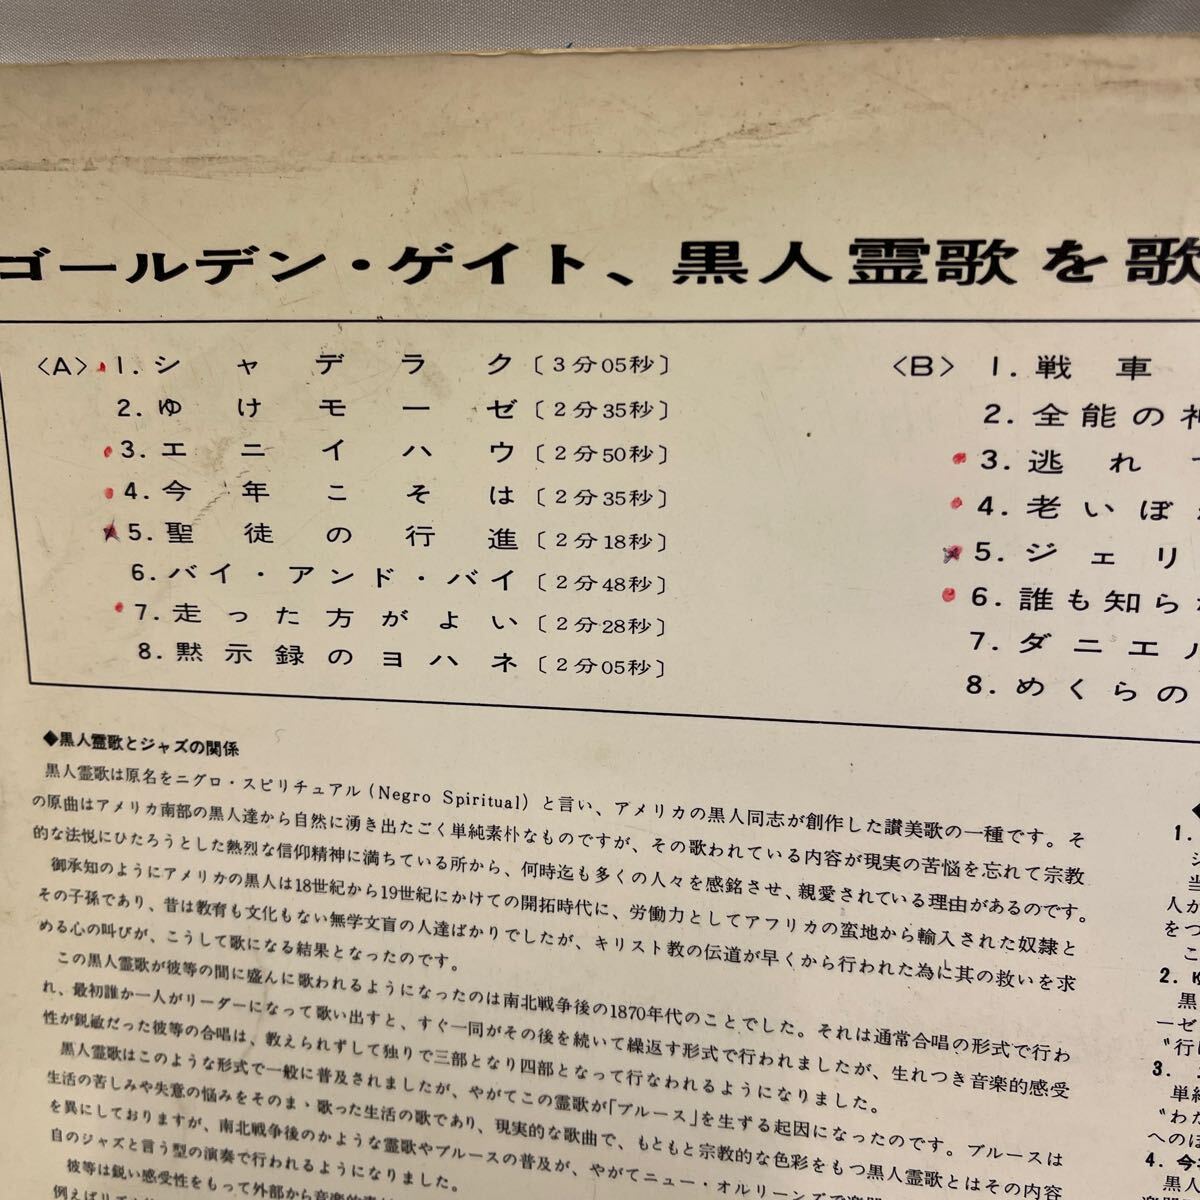 ゴールデン・ゲイト、黒人霊歌を歌
〈A〉 1. シャデラク 〔3分05秒〕
2. ゆけモーゼ 〔2分35秒〕
3. エニイハウ 〔2分50秒〕
4. 今年こそは 〔2分35秒〕
5. 聖徒の行進 〔2分18秒〕
6. バイ・アンド・バイ 〔2分48秒〕
7. 走った方がよい 〔2分28秒〕
8. 黙示録のヨハネ 〔2分05秒〕
〈B〉 1. 戦車
2. 全能の神
3. 逃れ
4. 老いぼ
5. ジェリ
6. 誰も知ら
7. ダニエル
8. めくらの
◆黒人霊歌とジャズの関係
黒人霊歌は原名をニグロ・スピリチュアル(Negro Spiritual)と言い、アメリカの黒人同志が創作した讃美歌の一種です。そ
の原曲はアメリカ南部の黒人達から自然に湧き出たごく単純素朴なものですが、その歌われている内容が現実の苦悩を忘れて宗教
的な法悦にひたろうとした熱烈な信仰精神に満ちている所から、何時迄も多くの人々を感銘させ、親愛されている理由があるのです。
御承知のようにアメリカの黒人は18世紀から19世紀にかけての開拓時代に、労働力としてアフリカの蛮地から輸入された奴隷と
その子孫であり、昔は教育も文化もない無学文盲の人達ばかりでしたが、キリスト教の伝道が早くから行われた為に其の救いを求
める心の叫びが、こうして歌になる結果となったのです。
この黒人霊歌が彼等の間に盛んに歌われるようになったのは南北戦争後の1870年代のことでした。それは通常合唱の形式で行わ
れ、最初誰か一人がリーダーになって歌い出すと、すぐ一同がその後を続いて繰返す形式で行われましたが、生れつき音楽的感受
性が鋭敏だった彼等の合唱は、教えられずして独りで三部となり四部となって行なわれるようになりました。
黒人霊歌はこのような形式で一般に普及されましたが、やがてこの霊歌が「ブルース」を生ずる起因になったのです。ブルースは
生活の苦しみや失意の悩みをそのまゝ歌った生活の歌であり、現実的な歌曲で、もともと宗教的な色彩をもつ黒人霊歌とはその内容
を異にしておりますが、南北戦争後のかような霊歌やブルースの普及が、やがてニュー・オルリーンズで
自のジャズと言う型の演奏で行われるようになりました。
彼等は鋭い感受性をもって外部から音楽的
例えばリズ
◆
1.
シ
当
人が
をつ
こ
2. ゆ
黒
ーゼ
"行け
3.
単純
"わた
へのほ
4. 今年
黒人